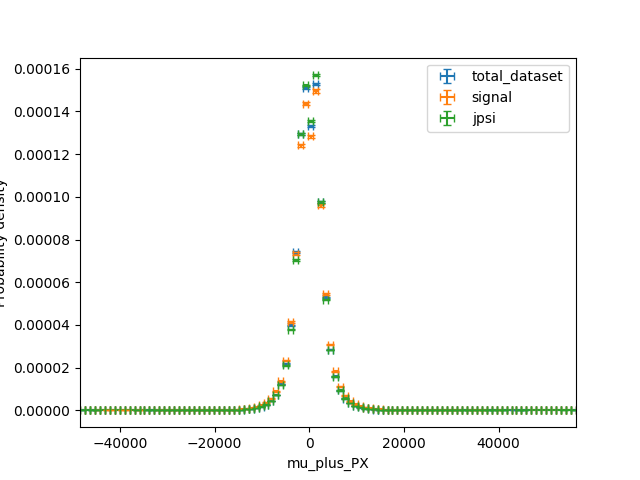 total_dataset
signal
jpsi
Probability density
0.00016
0.00014
0.00012
0.00010
0.00008
0.00006
0.00004
0.00002
0.00000
−40000 −20000 0 20000 40000
mu_plus_PX